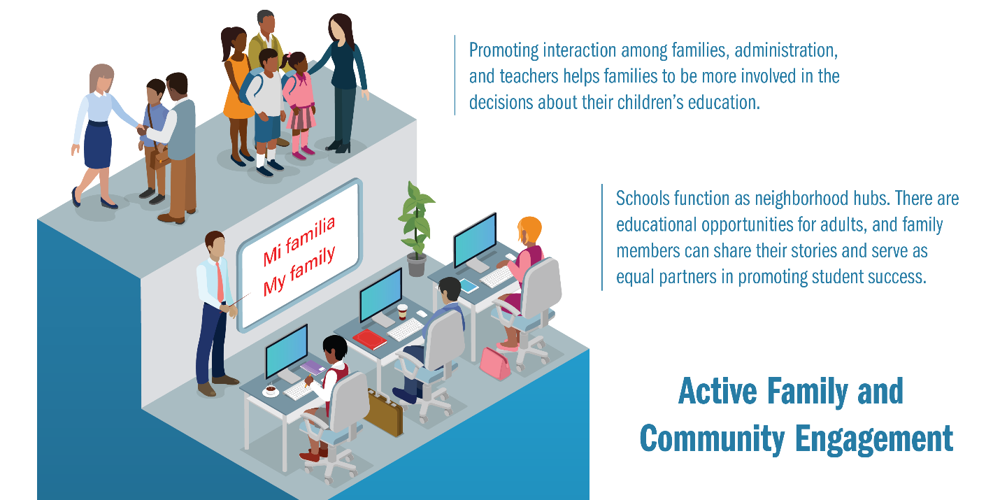 Promoting interaction among families, administration,
and teachers helps families to be more involved in the
decisions about their children's education.
Mi familia
My family
Schools function as neighborhood hubs. There are
educational opportunities for adults, and family
members can share their stories and serve as
equal partners in promoting student success.
Active Family and
Community Engagement